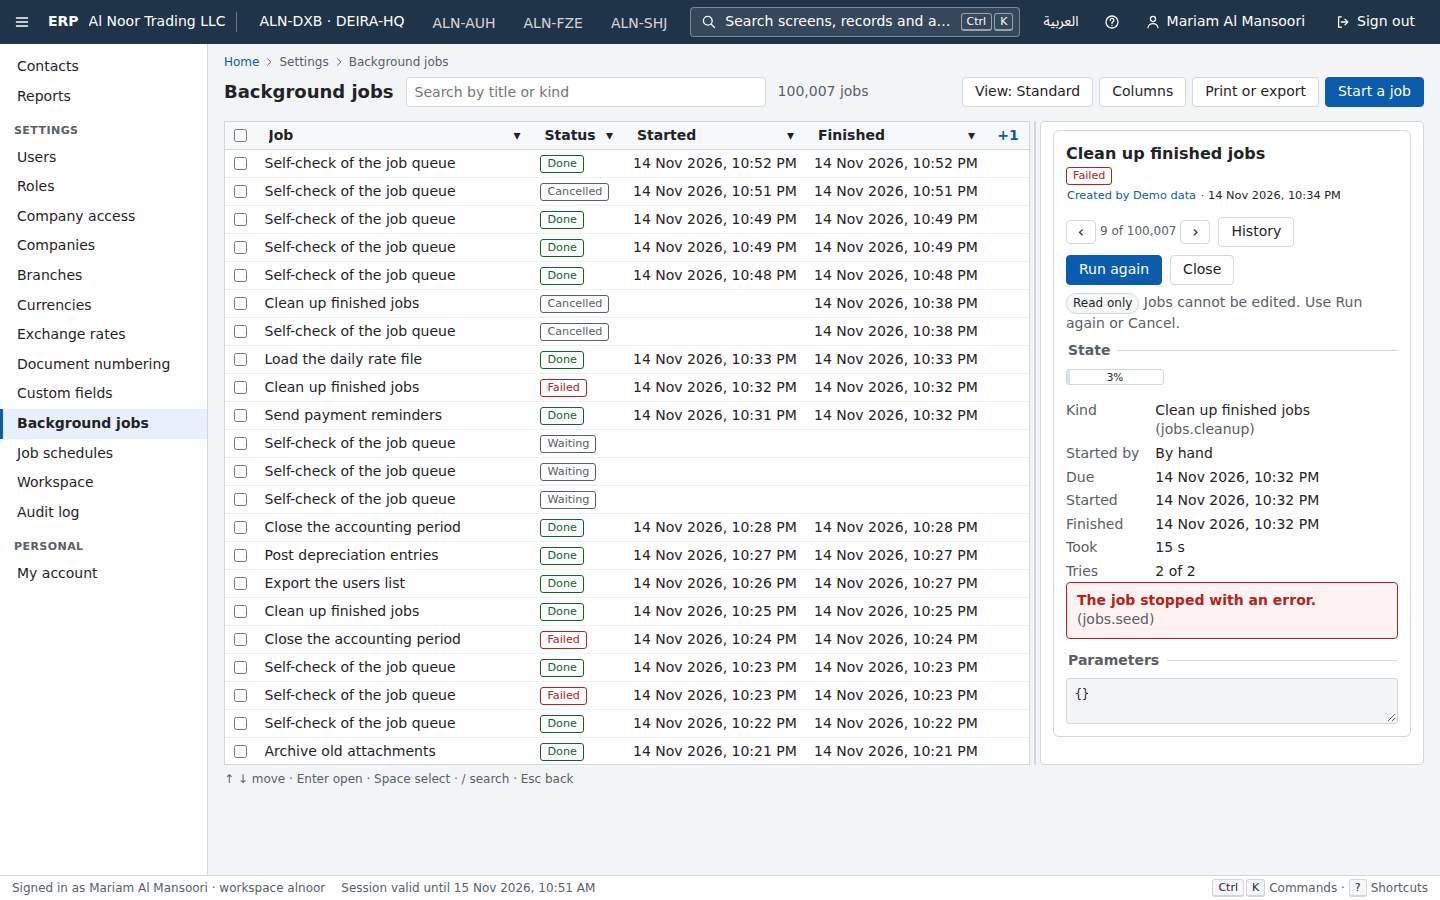 ERP Al Noor Trading LLC ALN-DXB · DEIRA-HQ ALN-AUH ALN-FZE ALN-SHJ Search screens, records and a… Ctrl K العربية Mariam Al Mansoori Sign out
Contacts
Reports
SETTINGS
Users
Roles
Company access
Companies
Branches
Currencies
Exchange rates
Document numbering
Custom fields
Background jobs
Job schedules
Workspace
Audit log
PERSONAL
My account
Home > Settings > Background jobs
Background jobs Search by title or kind 100,007 jobs View: Standard Columns Print or export Start a job
Job ▼ Status ▼ Started ▼ Finished ▼ +1
Self-check of the job queue Done 14 Nov 2026, 10:52 PM 14 Nov 2026, 10:52 PM
Self-check of the job queue Cancelled 14 Nov 2026, 10:51 PM 14 Nov 2026, 10:51 PM
Self-check of the job queue Done 14 Nov 2026, 10:49 PM 14 Nov 2026, 10:49 PM
Self-check of the job queue Done 14 Nov 2026, 10:49 PM 14 Nov 2026, 10:49 PM
Self-check of the job queue Done 14 Nov 2026, 10:48 PM 14 Nov 2026, 10:48 PM
Clean up finished jobs Cancelled 14 Nov 2026, 10:38 PM
Self-check of the job queue Cancelled 14 Nov 2026, 10:38 PM
Load the daily rate file Done 14 Nov 2026, 10:33 PM 14 Nov 2026, 10:33 PM
Clean up finished jobs Failed 14 Nov 2026, 10:32 PM 14 Nov 2026, 10:32 PM
Send payment reminders Done 14 Nov 2026, 10:31 PM 14 Nov 2026, 10:32 PM
Self-check of the job queue Waiting
Self-check of the job queue Waiting
Self-check of the job queue Waiting
Close the accounting period Done 14 Nov 2026, 10:28 PM 14 Nov 2026, 10:28 PM
Post depreciation entries Done 14 Nov 2026, 10:27 PM 14 Nov 2026, 10:27 PM
Export the users list Done 14 Nov 2026, 10:26 PM 14 Nov 2026, 10:27 PM
Clean up finished jobs Done 14 Nov 2026, 10:25 PM 14 Nov 2026, 10:25 PM
Close the accounting period Failed 14 Nov 2026, 10:24 PM 14 Nov 2026, 10:24 PM
Self-check of the job queue Done 14 Nov 2026, 10:23 PM 14 Nov 2026, 10:23 PM
Self-check of the job queue Failed 14 Nov 2026, 10:23 PM 14 Nov 2026, 10:23 PM
Self-check of the job queue Done 14 Nov 2026, 10:22 PM 14 Nov 2026, 10:22 PM
Archive old attachments Done 14 Nov 2026, 10:21 PM 14 Nov 2026, 10:21 PM
↑ ↓ move · Enter open · Space select · / search · Esc back
Clean up finished jobs
Failed
Created by Demo data · 14 Nov 2026, 10:34 PM
‹ 9 of 100,007 › History
Run again Close
Read only Jobs cannot be edited. Use Run
again or Cancel.
State
3%
Kind Clean up finished jobs
(jobs.cleanup)
Started by By hand
Due 14 Nov 2026, 10:32 PM
Started 14 Nov 2026, 10:32 PM
Finished 14 Nov 2026, 10:32 PM
Took 15 s
Tries 2 of 2
The job stopped with an error.
(jobs.seed)
Parameters
{}
Signed in as Mariam Al Mansoori · workspace alnoor Session valid until 15 Nov 2026, 10:51 AM Ctrl K Commands · ? Shortcuts